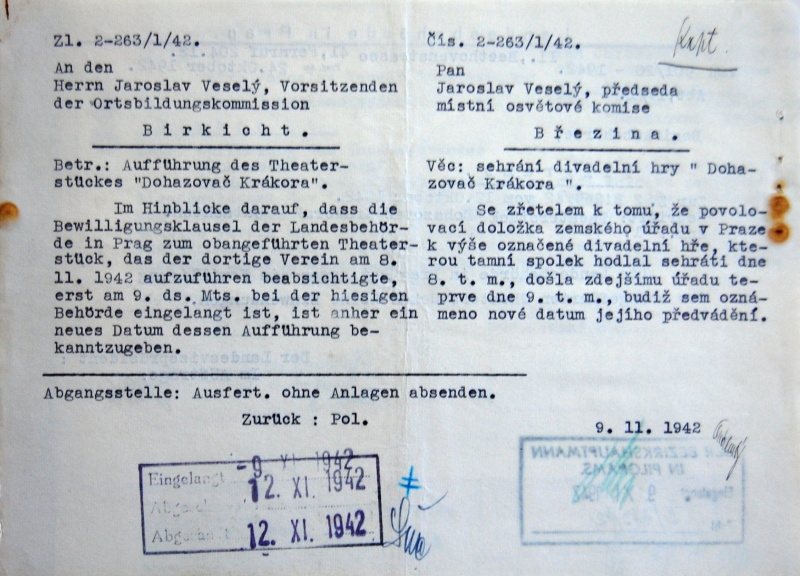 Zl. 2-263/1/42.
An den
Herrn Jaroslav Veselý, Vorsitzenden
der Ortsbildungskommission
Birkicht.
Betr.: Aufführung des Theater-
stückes "Dohazovač Krákora".
Im Hinblicke darauf, dass die
Bewilligungsklausel der Landesbehör-
de in Prag zum obangeführten Theater-
stück, das der dortige Verein am 8.
11. 1942 aufzuführen beabsichtigte,
erst am 9. ds. Mts. bei der hiesigen
Behörde eingelangt ist, ist anher ein
neues Datum dessen Aufführung be-
kanntzugeben.
Čís. 2-263/1/42.
Pan
Jaroslav Veselý, předseda
místní osvětové komise
Březina.
Věc: sehrání divadelní hry " Doha-
zovač Krákora ".
Se zřetelem k tomu, že povolo-
vací doložka zemského úřadu v Praze
k výše označené divadelní hře, kte-
rou tamní spolek hodlal sehráti dne
8. t. m., došla zdejšímu úřadu te-
prve dne 9. t. m., budiž sem ozná-
meno nové datum jejího předvádění.
Abgangsstelle: Ausfert. ohne Anlagen absenden.
Zurück : Pol.
9. 11. 1942
Eingelangt -9 XI 1942
12. XI. 1942
12. XI. 1942
DER BEZIRKSHAUPTMANN
IN PILGRAMS